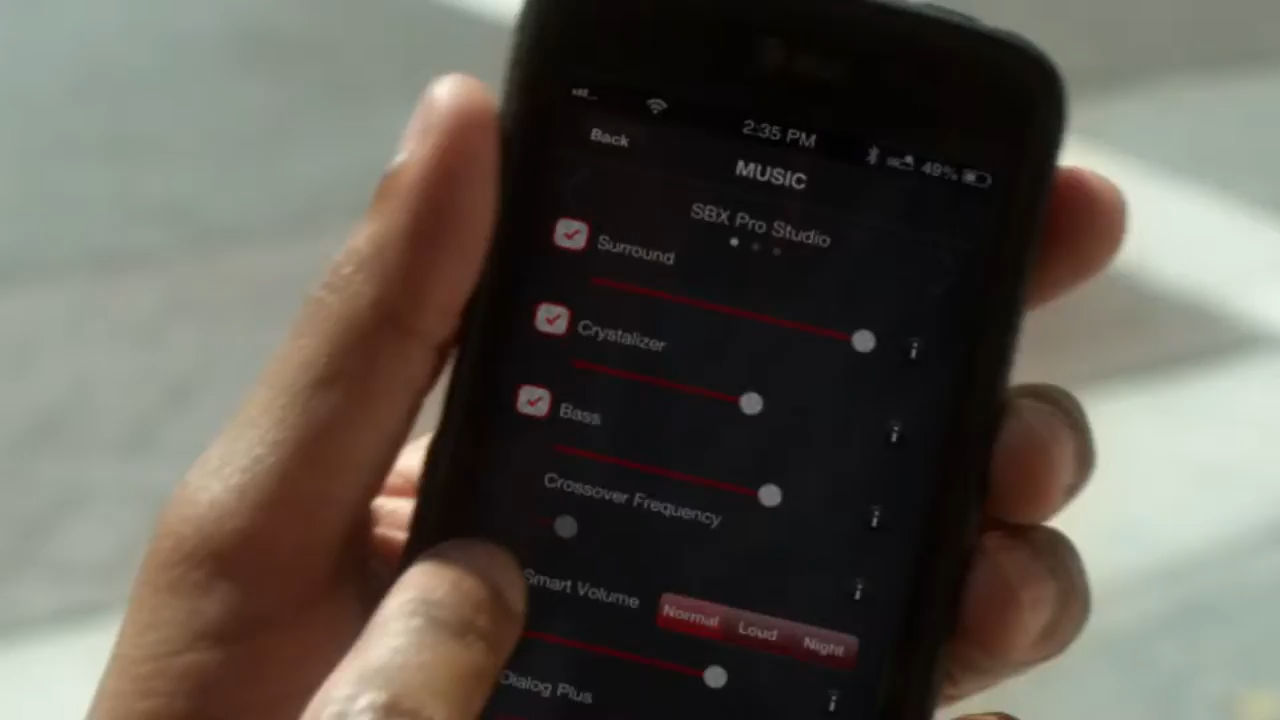 2:35 PM
49%
Back
MUSIC
SBX Pro Studio
Surround
i
Crystalizer
i
Bass
i
Crossover Frequency
i
Smart Volume
Normal
Loud
Night
i
Dialog Plus